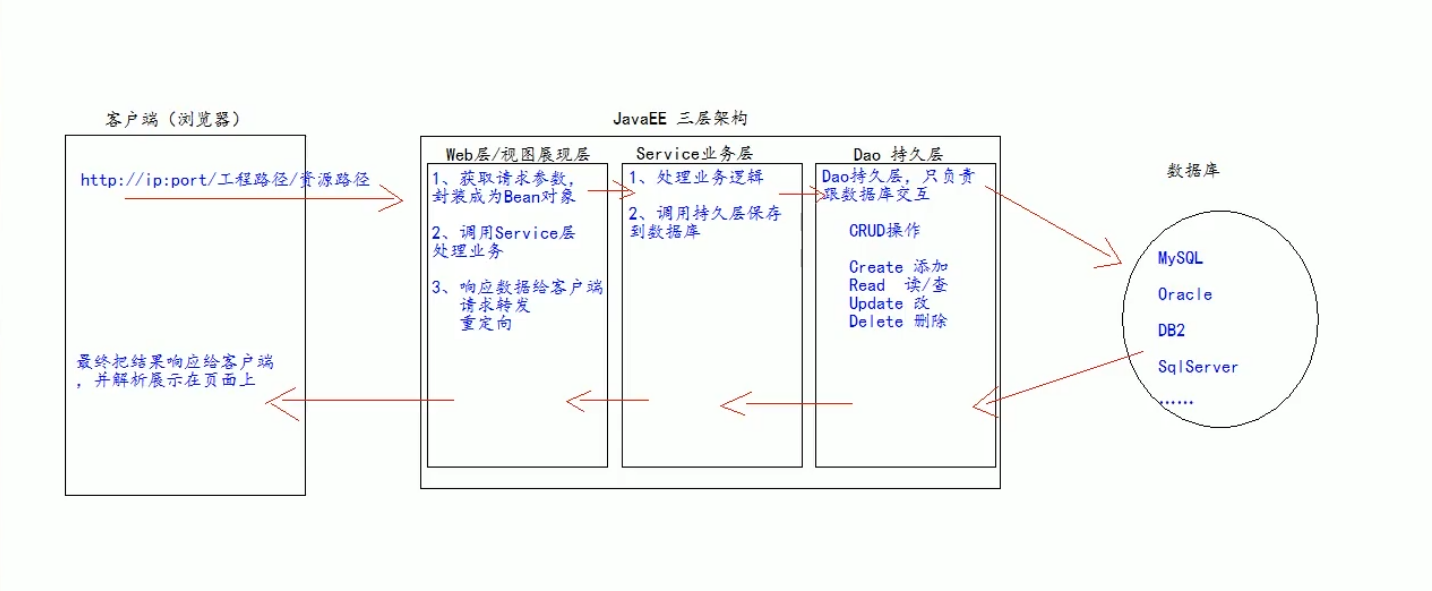 客户端（浏览器）
http://ip:port/工程路径/资源路径
最终把结果响应给客户端
，并解析展示在页面上
JavaEE 三层架构
Web层/视图展现层
1、获取请求参数，
封装成为Bean对象
2、调用Service层
处理业务
3、响应数据给客户端
请求转发
重定向
Service业务层
1、处理业务逻辑
2、调用持久层保存
到数据库
Dao 持久层
Dao持久层，只负责
跟数据库交互
CRUD操作
Create 添加
Read 读/查
Update 改
Delete 删除
数据库
MySQL
Oracle
DB2
SqlServer
......